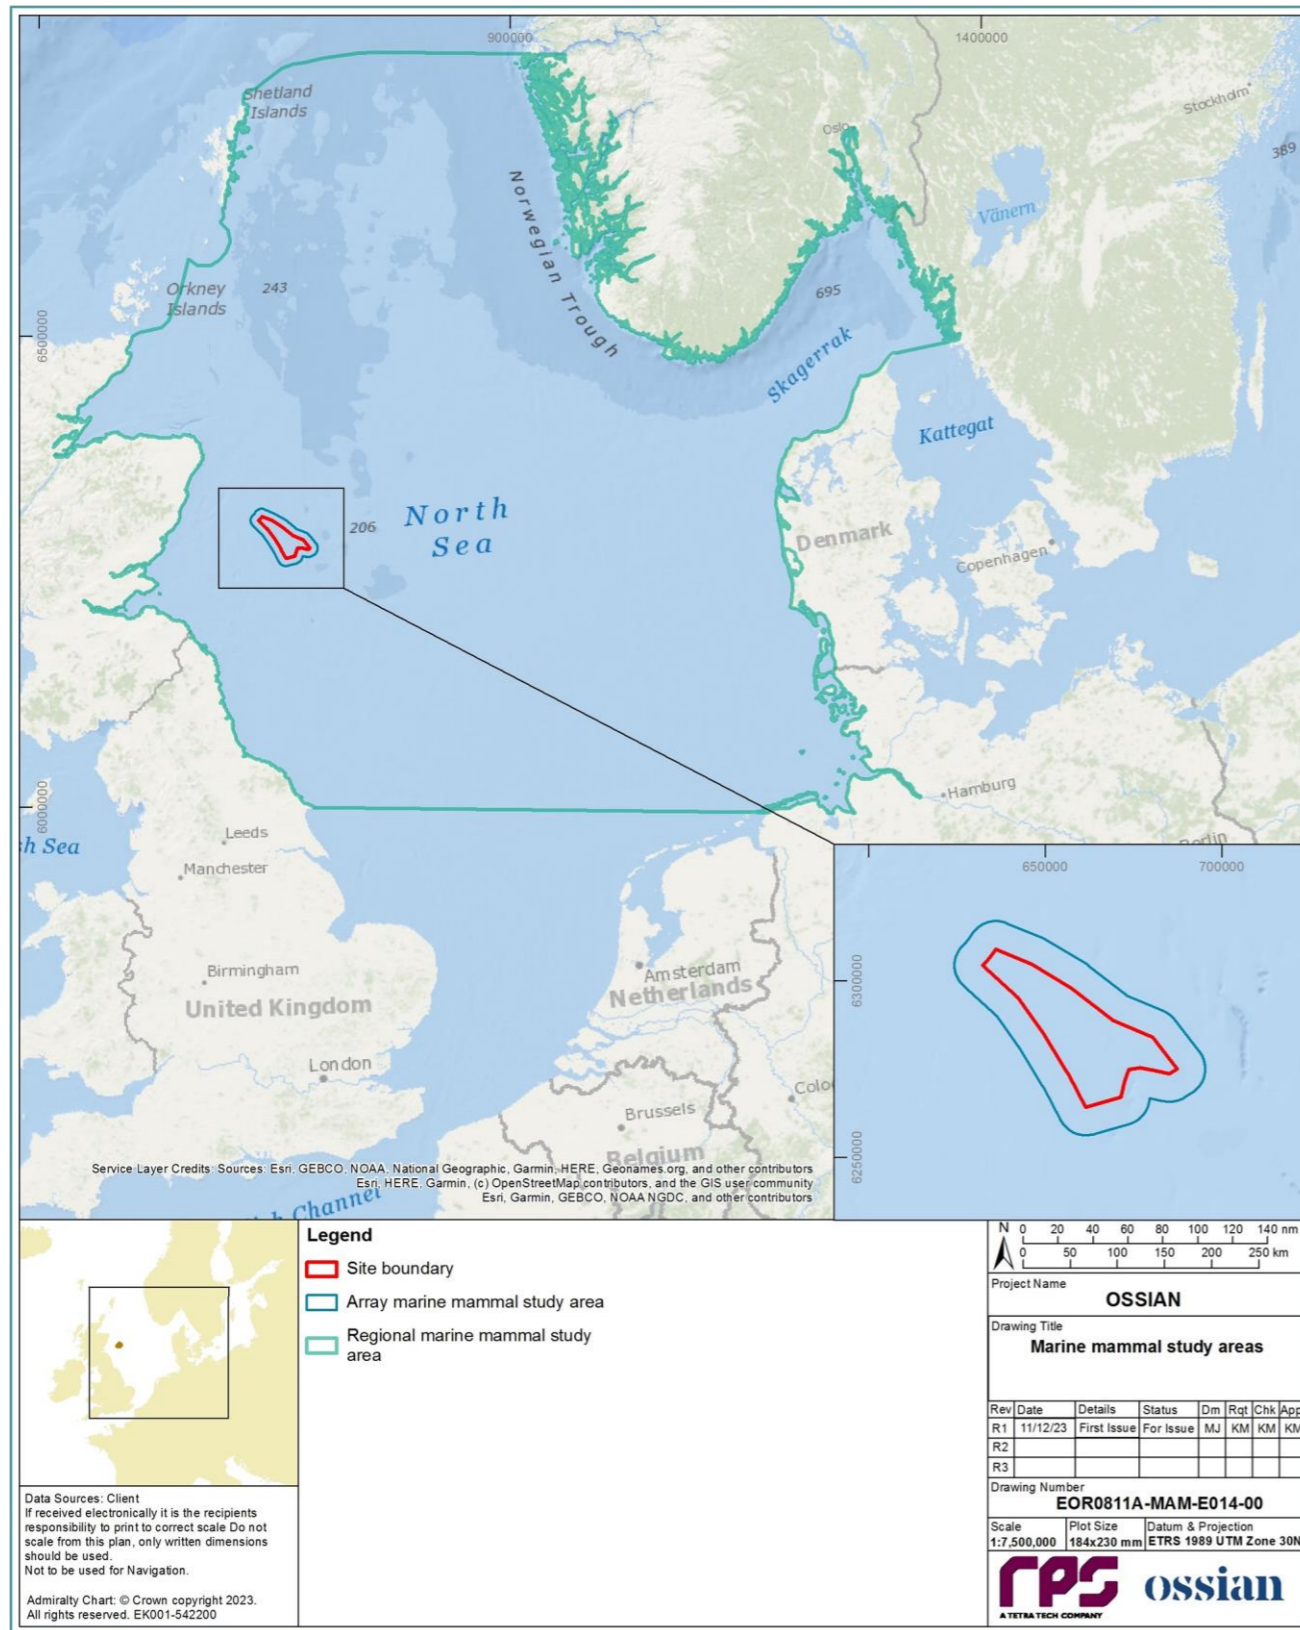 900000
1400000
Shetland
Islands
Stockholm
Oslo
389
Norwegian Trough
Vänern
Orkney
Islands
243
695
6500000
Skagerrak
Kattegat
North
Sea
206
Denmark
Copenhagen
6000000
Hamburg
Leeds
sh Sea
Manchester
Berlin
650000
700000
Birmingham
United Kingdom
Amsterdam
Netherlands
6300000
London
Colo
Brussels
Belgium
6250000
Service Layer Credits: Sources: Esri, GEBCO, NOAA, National Geographic, Garmin, HERE, Geonames.org, and other contributors
Esri, HERE, Garmin, (c) OpenStreetMap contributors, and the GIS user community
Esri, Garmin, GEBCO, NOAA NGDC, and other contributors
sh Channel
Legend
Site boundary
Array marine mammal study area
Regional marine mammal study
area
N
0 20 40 60 80 100 120 140 nm
0 50 100 150 200 250 km
Project Name
OSSIAN
Drawing Title
Marine mammal study areas
Rev Date Details Status Dm Rqt Chk App
R1 11/12/23 First Issue For Issue MJ KM KM KM
R2
R3
Drawing Number
EOR0811A-MAM-E014-00
Scale Plot Size Datum & Projection
1:7,500,000 184x230 mm ETRS 1989 UTM Zone 30N
rps
A TETRA TECH COMPANY
ossian
Data Sources: Client
If received electronically it is the recipients
responsibility to print to correct scale Do not
scale from this plan, only written dimensions
should be used.
Not to be used for Navigation.
Admiralty Chart: © Crown copyright 2023.
All rights reserved. EK001-542200